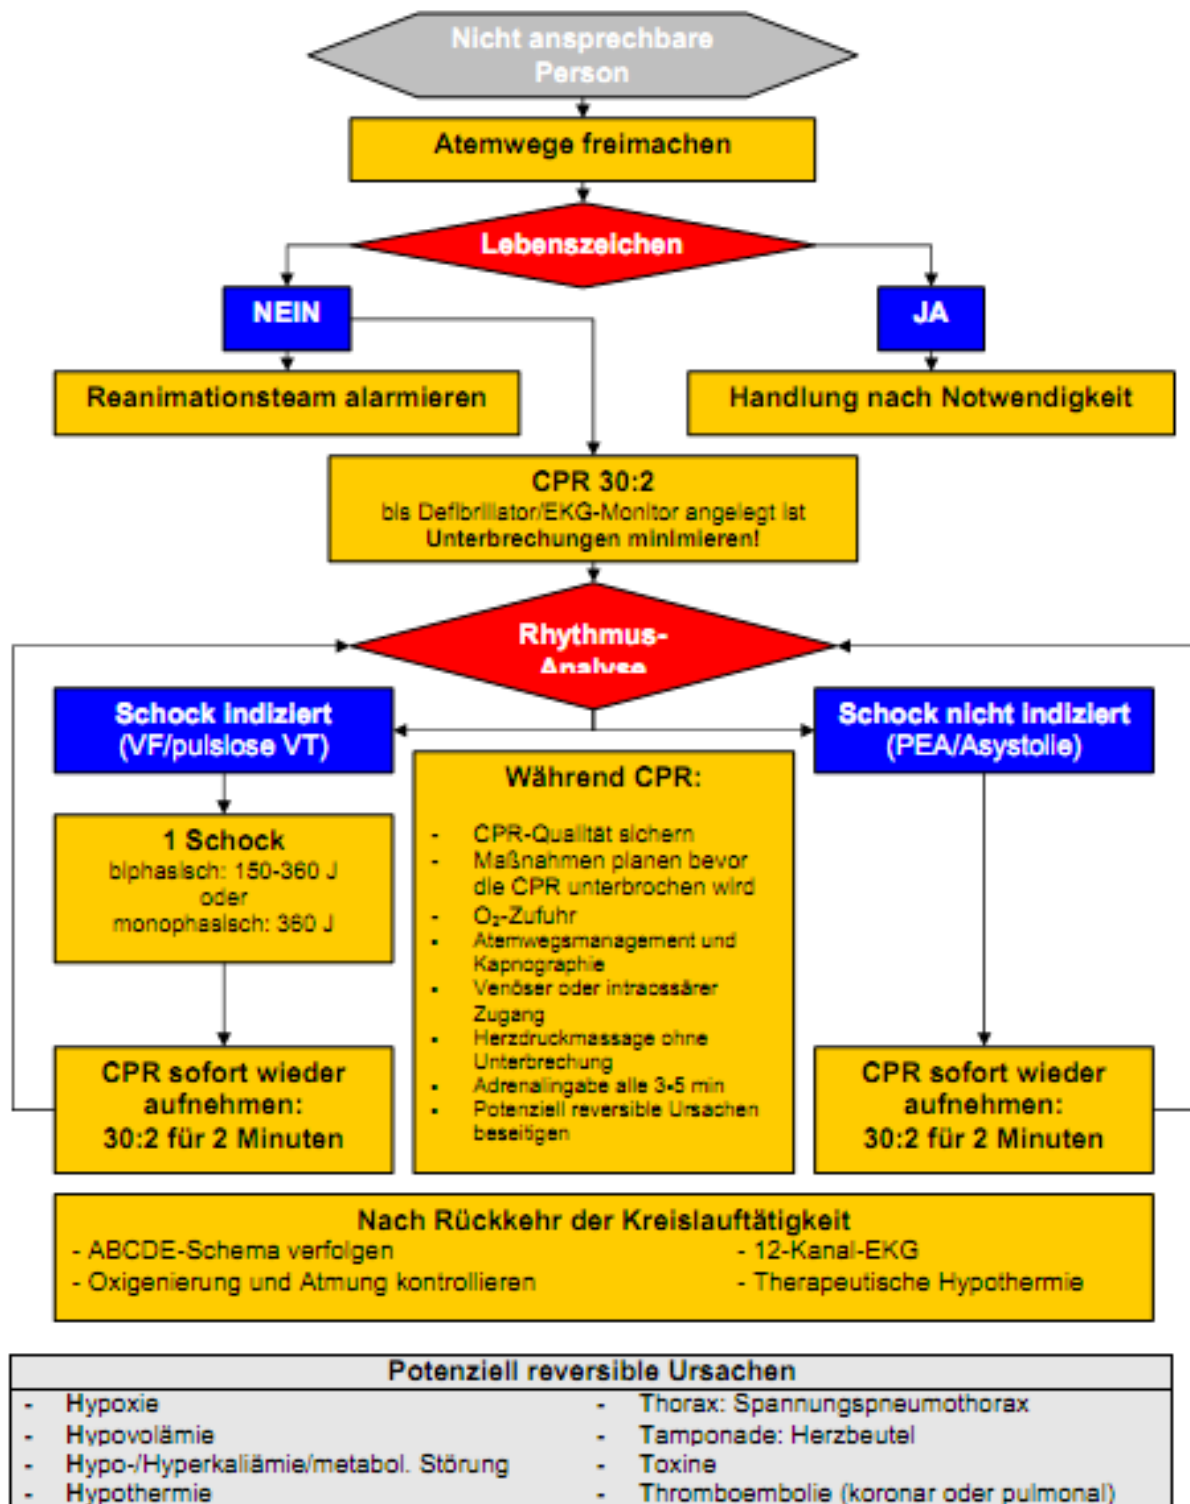 Nicht ansprechbare
Person
Atemwege freimachen
Lebenszeichen
NEIN
JA
Reanimationsteam alarmieren
Handlung nach Notwendigkeit
CPR 30:2
bis Defibrillator/EKG-Monitor angelegt ist
Unterbrechungen minimieren!
Rhythmus-
Analyse
Schock indiziert
(VF/pulslose VT)
Schock nicht indiziert
(PEA/Asystolie)
1 Schock
biphasisch: 150-360 J
oder
monophasisch: 360 J
Während CPR:
- CPR-Qualität sichern
- Maßnahmen planen bevor
die CPR unterbrochen wird
- O₂-Zufuhr
- Atemwegsmanagement und
Kapnographie
- Venöser oder intraossärer
Zugang
- Herzdruckmassage ohne
Unterbrechung
- Adrenalingabe alle 3-5 min
- Potenziell reversible Ursachen
beseitigen
CPR sofort wieder
aufnehmen:
30:2 für 2 Minuten
CPR sofort wieder
aufnehmen:
30:2 für 2 Minuten
Nach Rückkehr der Kreislauftätigkeit
- ABCDE-Schema verfolgen
- Oxigenierung und Atmung kontrollieren
- 12-Kanal-EKG
- Therapeutische Hypothermie
Potenziell reversible Ursachen
- Hypoxie
- Hypovolämie
- Hypo-/Hyperkaliämie/metabol. Störung
- Hypothermie
- Thorax: Spannungspneumothorax
- Tamponade: Herzbeutel
- Toxine
- Thromboembolie (koronar oder pulmonal)